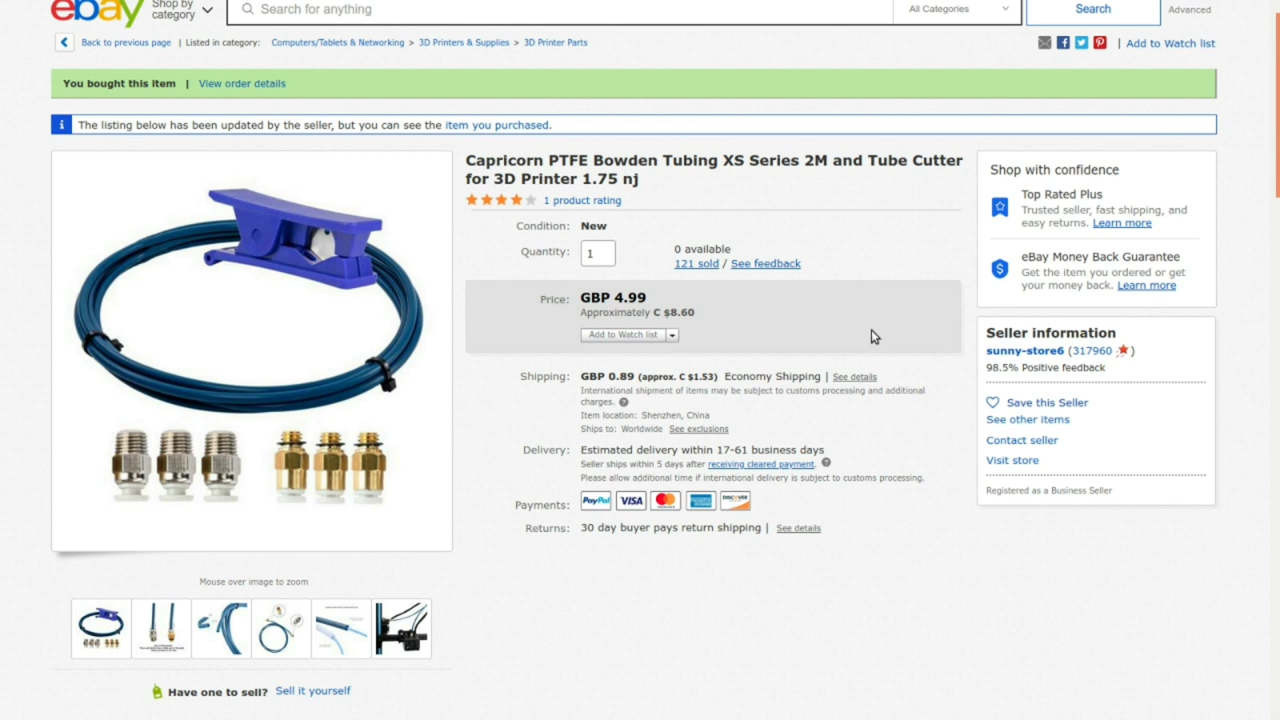 ebay
Shop by
category
Search for anything
All Categories
Search
Advanced
Back to previous page | Listed in category: Computers/Tablets & Networking > 3D Printers & Supplies > 3D Printer Parts
| Add to Watch list
You bought this item | View order details
i The listing below has been updated by the seller, but you can see the item you purchased.
Capricorn PTFE Bowden Tubing XS Series 2M and Tube Cutter
for 3D Printer 1.75 nj
1 product rating
Condition: New
Quantity: 1
0 available
121 sold / See feedback
Price: GBP 4.99
Approximately C $8.60
Add to Watch list
Shipping: GBP 0.89 (approx. C $1.53) Economy Shipping | See details
International shipment of items may be subject to customs processing and additional
charges. ?
Item location: Shenzhen, China
Ships to: Worldwide See exclusions
Delivery: Estimated delivery within 17-61 business days
Seller ships within 5 days after receiving cleared payment. ?
Please allow additional time if international delivery is subject to customs processing.
Payments: PayPal VISA MasterCard DISCOVER
Returns: 30 day buyer pays return shipping | See details
Shop with confidence
Top Rated Plus
Trusted seller, fast shipping, and
easy returns. Learn more
eBay Money Back Guarantee
Get the item you ordered or get
your money back. Learn more
Seller information
sunny-store6 (317960 )
98.5% Positive feedback
Save this Seller
See other items
Contact seller
Visit store
Registered as a Business Seller
Mouse over image to zoom
Have one to sell? Sell it yourself